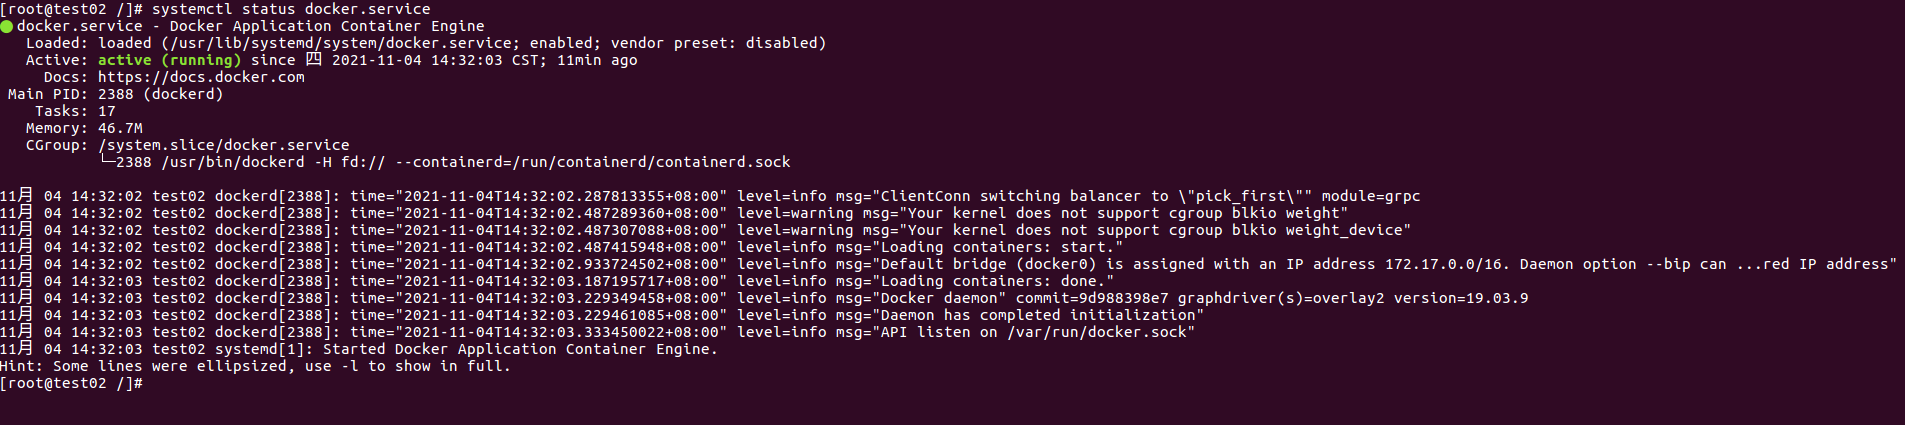 [root@test02 /]# systemctl status docker.service
● docker.service - Docker Application Container Engine
   Loaded: loaded (/usr/lib/systemd/system/docker.service; enabled; vendor preset: disabled)
   Active: active (running) since 四 2021-11-04 14:32:03 CST; 11min ago
     Docs: https://docs.docker.com
 Main PID: 2388 (dockerd)
    Tasks: 17
   Memory: 46.7M
   CGroup: /system.slice/docker.service
           └─2388 /usr/bin/dockerd -H fd:// --containerd=/run/containerd/containerd.sock

11月 04 14:32:02 test02 dockerd[2388]: time="2021-11-04T14:32:02.287813355+08:00" level=info msg="ClientConn switching balancer to \"pick_first\"" module=grpc
11月 04 14:32:02 test02 dockerd[2388]: time="2021-11-04T14:32:02.487289360+08:00" level=warning msg="Your kernel does not support cgroup blkio weight"
11月 04 14:32:02 test02 dockerd[2388]: time="2021-11-04T14:32:02.487307088+08:00" level=warning msg="Your kernel does not support cgroup blkio weight_device"
11月 04 14:32:02 test02 dockerd[2388]: time="2021-11-04T14:32:02.487415948+08:00" level=info msg="Loading containers: start."
11月 04 14:32:02 test02 dockerd[2388]: time="2021-11-04T14:32:02.933724502+08:00" level=info msg="Default bridge (docker0) is assigned with an IP address 172.17.0.0/16. Daemon option --bip can ...red IP address"
11月 04 14:32:03 test02 dockerd[2388]: time="2021-11-04T14:32:03.187195717+08:00" level=info msg="Loading containers: done."
11月 04 14:32:03 test02 dockerd[2388]: time="2021-11-04T14:32:03.229349458+08:00" level=info msg="Docker daemon" commit=9d988398e7 graphdriver(s)=overlay2 version=19.03.9
11月 04 14:32:03 test02 dockerd[2388]: time="2021-11-04T14:32:03.229461085+08:00" level=info msg="Daemon has completed initialization"
11月 04 14:32:03 test02 dockerd[2388]: time="2021-11-04T14:32:03.333450022+08:00" level=info msg="API listen on /var/run/docker.sock"
11月 04 14:32:03 test02 systemd[1]: Started Docker Application Container Engine.
Hint: Some lines were ellipsized, use -l to show in full.
[root@test02 /]#